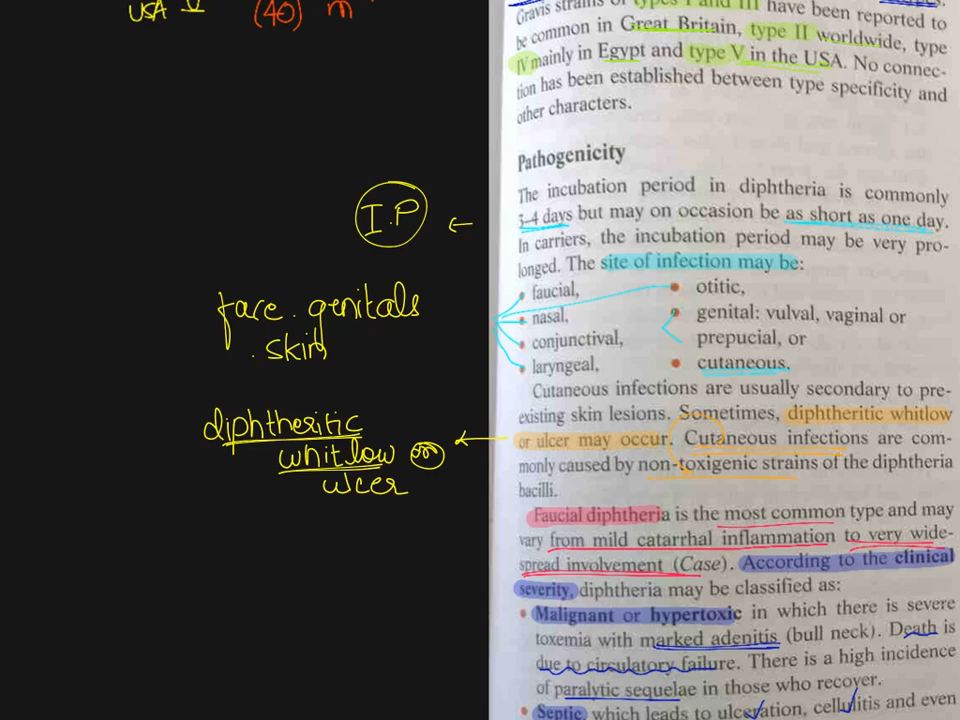 USA V (40) m
I.P ←
face . genitals
. skin
diphtheritic
whitlow or
ulcer
Gravis strains of types I and III have been reported to
be common in Great Britain, type II worldwide, type
IV mainly in Egypt and type V in the USA. No connec-
tion has been established between type specificity and
other characters.
Pathogenicity
The incubation period in diphtheria is commonly
3–4 days but may on occasion be as short as one day.
In carriers, the incubation period may be very pro-
longed. The site of infection may be:
• faucial,
• nasal,
• conjunctival,
• laryngeal,
• otitic,
• genital: vulval, vaginal or
prepucial, or
• cutaneous.
Cutaneous infections are usually secondary to pre-
existing skin lesions. Sometimes, diphtheritic whitlow
or ulcer may occur. Cutaneous infections are com-
monly caused by non-toxigenic strains of the diphtheria
bacilli.
Faucial diphtheria is the most common type and may
vary from mild catarrhal inflammation to very wide-
spread involvement (Case). According to the clinical
severity, diphtheria may be classified as:
• Malignant or hypertoxic in which there is severe
toxemia with marked adenitis (bull neck). Death is
due to circulatory failure. There is a high incidence
of paralytic sequelae in those who recover.
• Septic which leads to ulceration, cellulitis and even